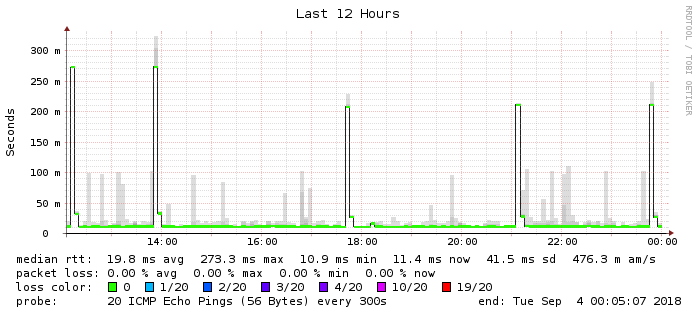 Last 12 Hours
RRDTOOL / TOBI OETIKER
Seconds
300 m
250 m
200 m
150 m
100 m
50 m
0
14:00 16:00 18:00 20:00 22:00 00:00
median rtt: 19.8 ms avg 273.3 ms max 10.9 ms min 11.4 ms now 41.5 ms sd 476.3 m am/s
packet loss: 0.00 % avg 0.00 % max 0.00 % min 0.00 % now
loss color: 0 1/20 2/20 3/20 4/20 10/20 19/20
probe: 20 ICMP Echo Pings (56 Bytes) every 300s end: Tue Sep 4 00:05:07 2018